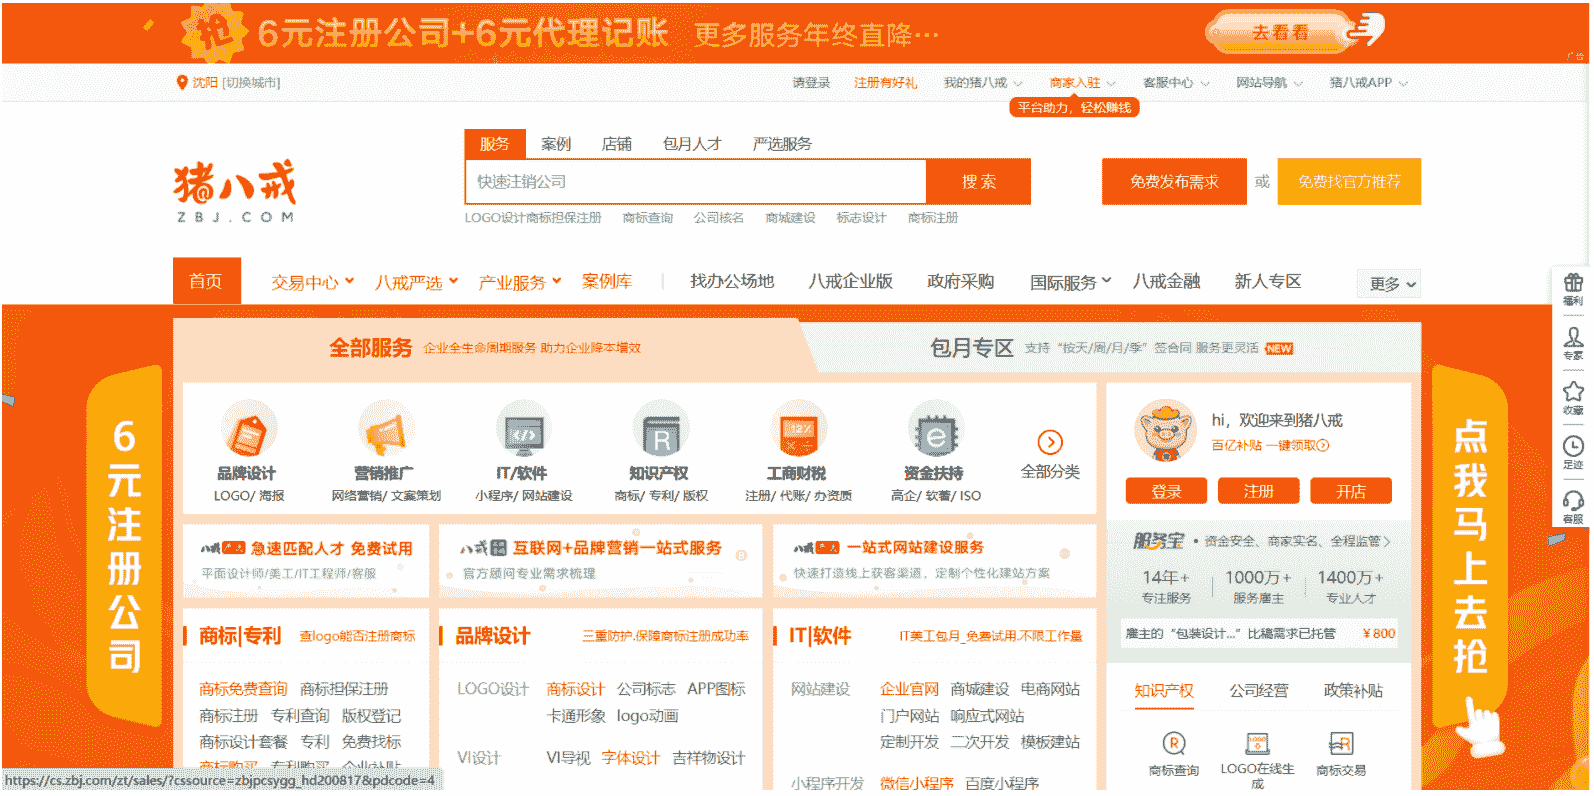 抢 6元注册公司+6元代理记账 更多服务年终直降··· 去看看
广告
沈阳 [切换城市] 请登录 注册有好礼 我的猪八戒 商家入驻 客服中心 网站导航 猪八戒APP
平台助力，轻松赚钱
服务 案例 店铺 包月人才 严选服务
猪八戒
ZBJ.COM
快速注销公司 搜索 免费发布需求 或 免费找官方推荐
LOGO设计商标担保注册 商标查询 公司核名 商城建设 标志设计 商标注册
首页 交易中心 八戒严选 产业服务 案例库 找办公场地 八戒企业版 政府采购 国际服务 八戒金融 新人专区 更多
福利
专家
收藏
足迹
客服
全部服务 企业全生命周期服务 助力企业降本增效 包月专区 支持“按天/周/月/季”签合同 服务更灵活 NEW
6元注册公司
点我马上去抢
品牌设计 营销推广 IT/软件 知识产权 工商财税 资金扶持 全部分类
LOGO/ 海报 网络营销/ 文案策划 小程序/ 网站建设 商标/ 专利/ 版权 注册/ 代账/ 办资质 高企/ 软著/ ISO
hi，欢迎来到猪八戒
百亿补贴 一键领取
登录 注册 开店
八戒 急速匹配人才 免费试用
平面设计师/美工/IT工程师/客服
八戒 互联网+品牌营销一站式服务
官方顾问专业需求梳理
八戒 一站式网站建设服务
快速打造线上获客渠道，定制个性化建站方案
服务宝 · 资金安全、商家实名、全程监管
14年+ 1000万+ 1400万+
专注服务 服务雇主 专业人才
雇主的“包装设计...”比稿需求已托管 ¥800
商标|专利 查logo能否注册商标
商标免费查询 商标担保注册
商标注册 专利查询 版权登记
商标设计套餐 专利 免费找标
商标购买 专利购买 企业补贴
品牌设计 三重防护.保障商标注册成功率
LOGO设计 商标设计 公司标志 APP图标
卡通形象 logo动画
VI设计 VI导视 字体设计 吉祥物设计
IT|软件 IT美工包月_免费试用.不限工作量
网站建设 企业官网 商城建设 电商网站
门户网站 响应式网站
定制开发 二次开发 模板建站
小程序开发 微信小程序 百度小程序
知识产权 公司经营 政策补贴
商标查询 LOGO在线生成 商标交易
https://cs.zbj.com/zt/sales/?cssource=zbjpcsygg_hd200817&pdcode=4